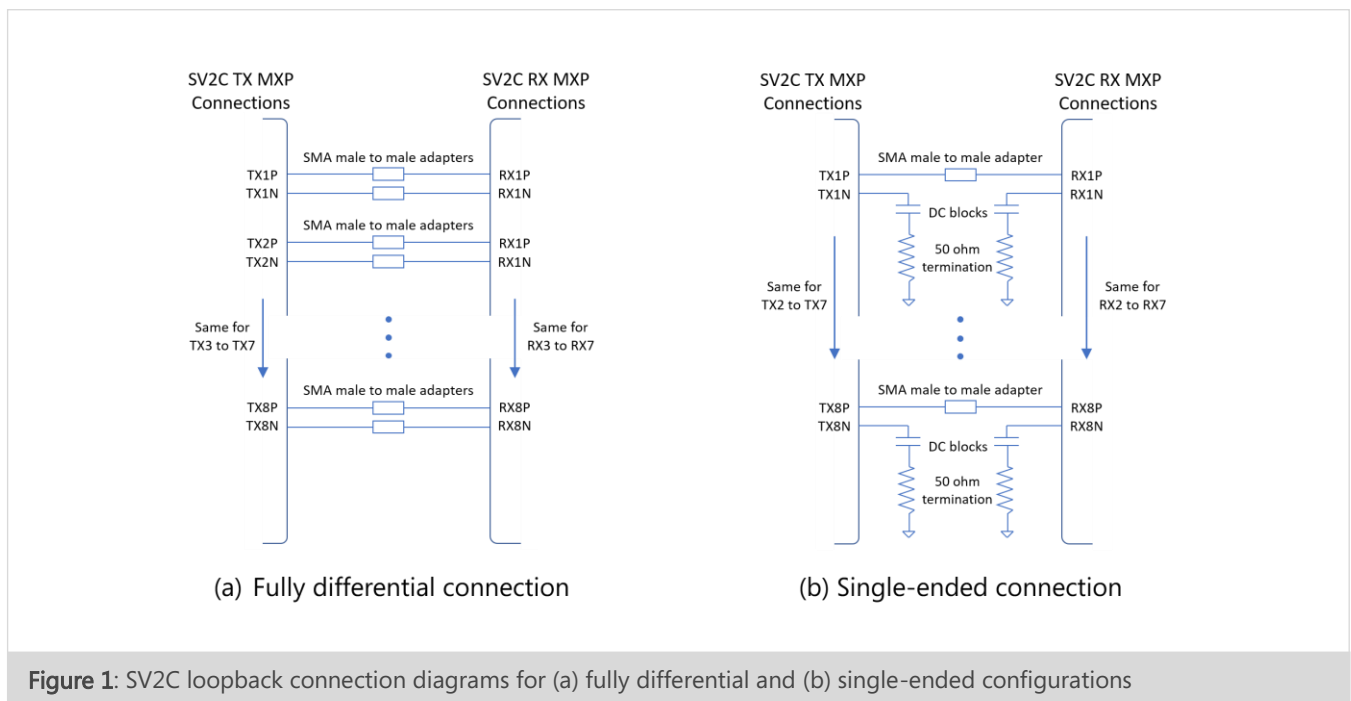 SV2C TX MXP
Connections
SV2C RX MXP
Connections
SMA male to male adapters
TX1P
RX1P
TX1N
RX1N
SMA male to male adapters
TX2P
RX1P
TX2N
RX1N
Same for
TX3 to TX7
Same for
RX3 to RX7
SMA male to male adapters
TX8P
RX8P
TX8N
RX8N
(a) Fully differential connection
SV2C TX MXP
Connections
SV2C RX MXP
Connections
SMA male to male adapter
TX1P
RX1P
TX1N
RX1N
DC blocks
50 ohm
termination
Same for
TX2 to TX7
Same for
RX2 to RX7
SMA male to male adapter
TX8P
RX8P
TX8N
RX8N
DC blocks
50 ohm
termination
(b) Single-ended connection
Figure 1: SV2C loopback connection diagrams for (a) fully differential and (b) single-ended configurations